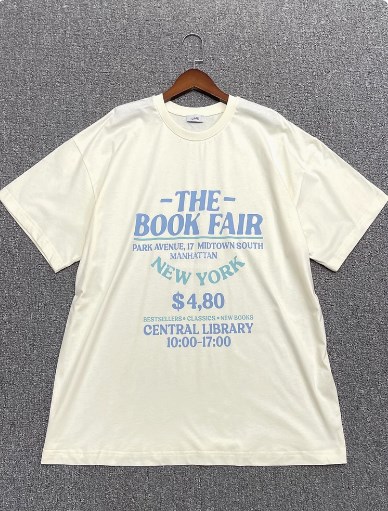 -THE-
BOOK FAIR
PARK AVENUE, 17 MIDTOWN SOUTH
MANHATTAN
NEW YORK
$4,80
BESTSELLERS • CLASSICS • NEW BOOKS
CENTRAL LIBRARY
10:00-17:00